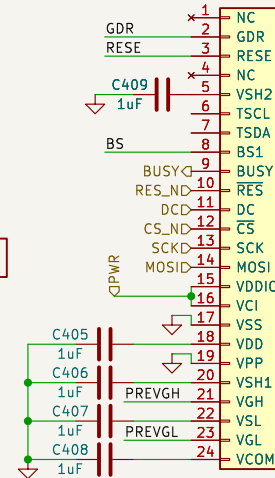 1 NC
GDR 2 GDR
RESE 3 RESE
4 NC
C409 1uF 5 VSH2
6 TSCL
7 TSDA
BS 8 BS1
BUSY 9 BUSY
RES_N 10 RES
DC 11 DC
CS_N 12 CS
SCK 13 SCK
MOSI 14 MOSI
PWR 15 VDDIO
16 VCI
17 VSS
C405 1uF 18 VDD
19 VPP
C406 1uF 20 VSH1
PREVGH 21 VGH
C407 1uF 22 VSL
PREVGL 23 VGL
C408 1uF 24 VCOM